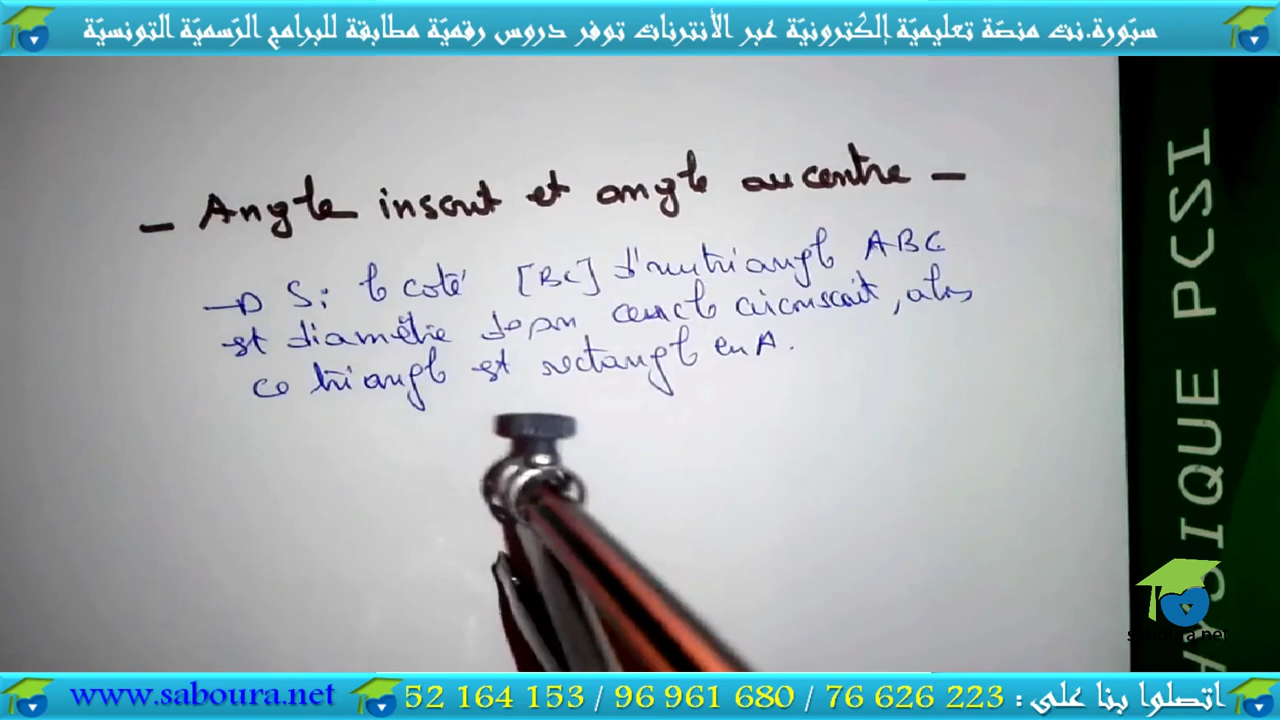 سبّورة.نت منصّة تعليميّة إلكترونيّة عبر الأنترنات توفر دروس رقميّة مطابقة للبرامج الرّسميّة التونسيّة
- Angle inscrit et angle au centre -
→ Si le coté [BC] d'un triangle ABC
est diamètre de son cercle circonscrit, alors
ce triangle est rectangle en A.
YSIQUE PCSI
saboura.net
www.saboura.net
52 164 153 / 96 961 680 / 76 626 223 : اتصلوا بنا على